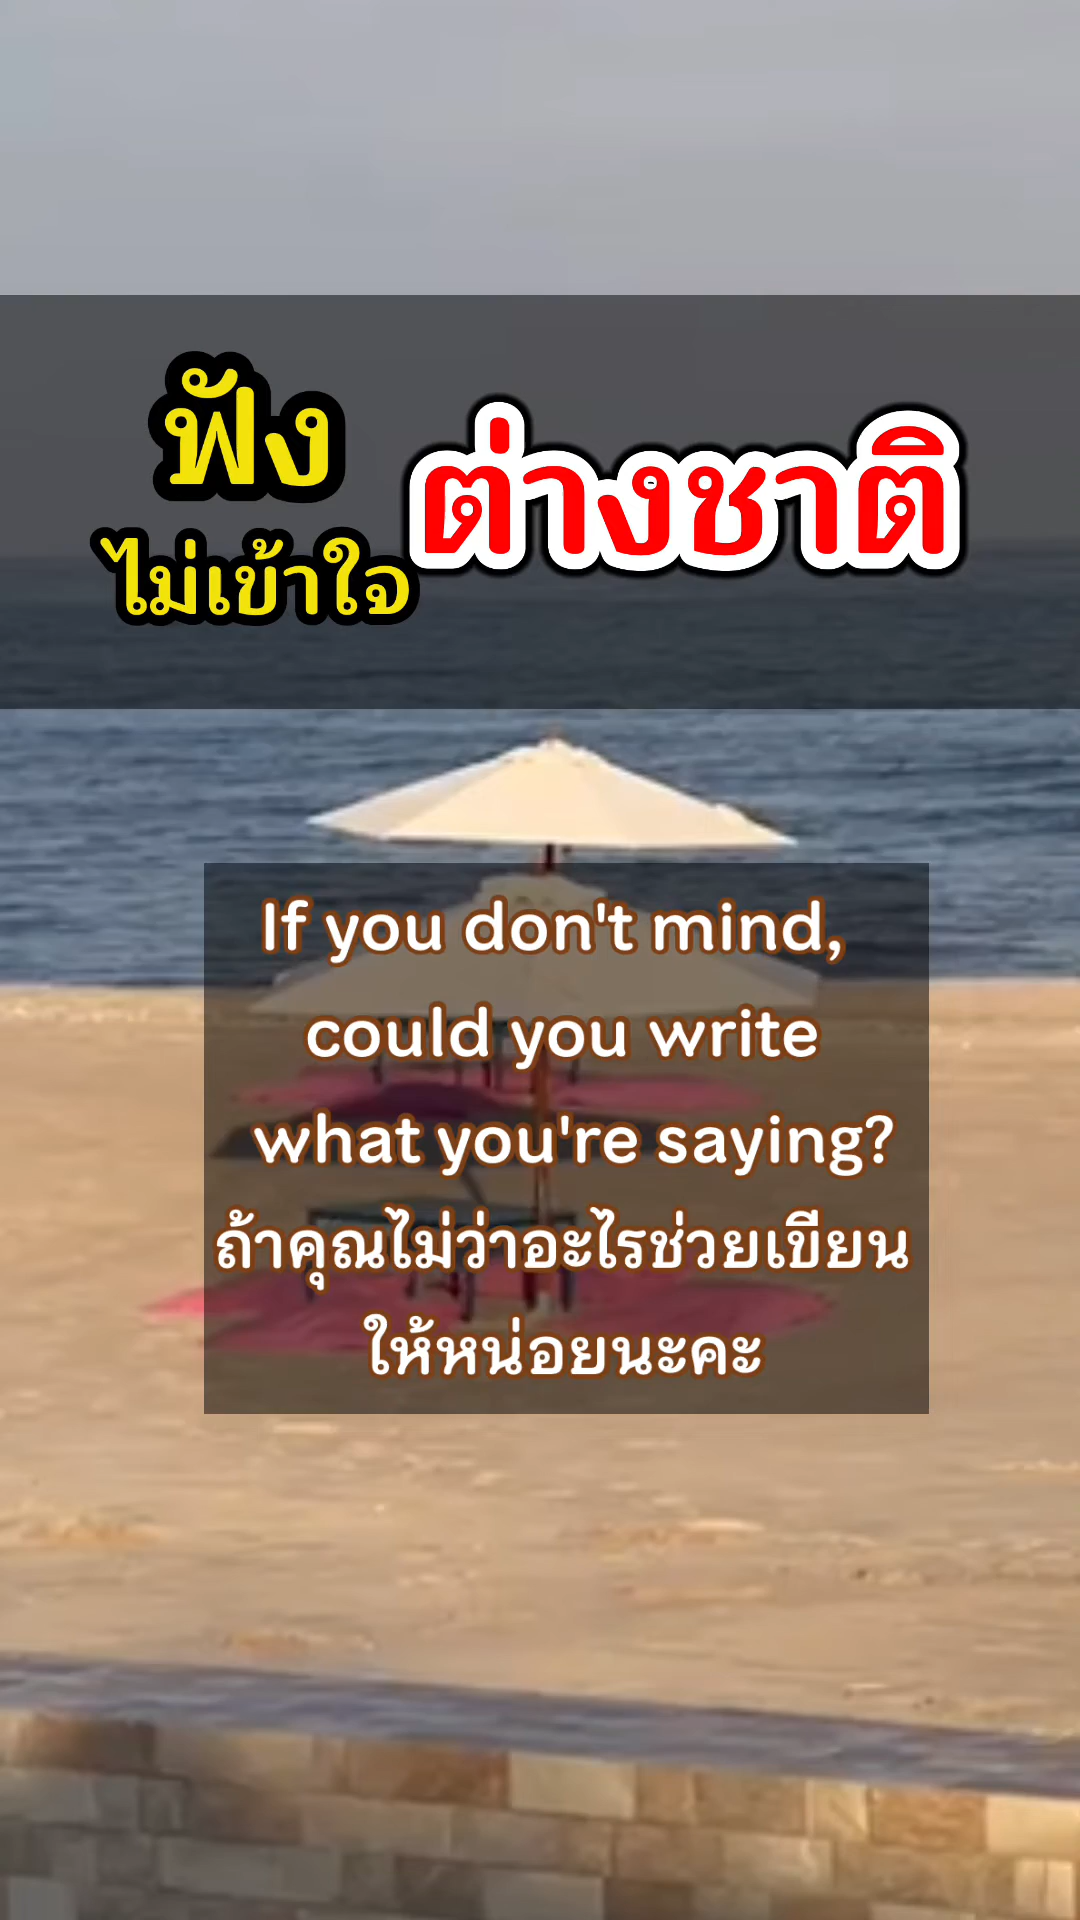 ฟัง
ไม่เข้าใจ
ต่างชาติ
If you don't mind,
could you write
what you're saying?
ถ้าคุณไม่ว่าอะไรช่วยเขียน
ให้หน่อยนะคะ